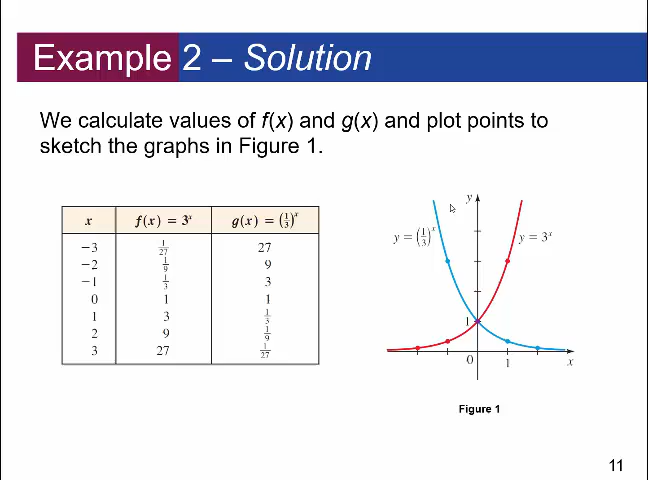 Example 2 – Solution
We calculate values of f(x) and g(x) and plot points to
sketch the graphs in Figure 1.
x f(x) = 3ˣ g(x) = (1/3)ˣ
−3 1/27 27
−2 1/9 9
−1 1/3 3
0 1 1
1 3 1/3
2 9 1/9
3 27 1/27
y
y = (1/3)ˣ y = 3ˣ
1
0 1 x
Figure 1
11